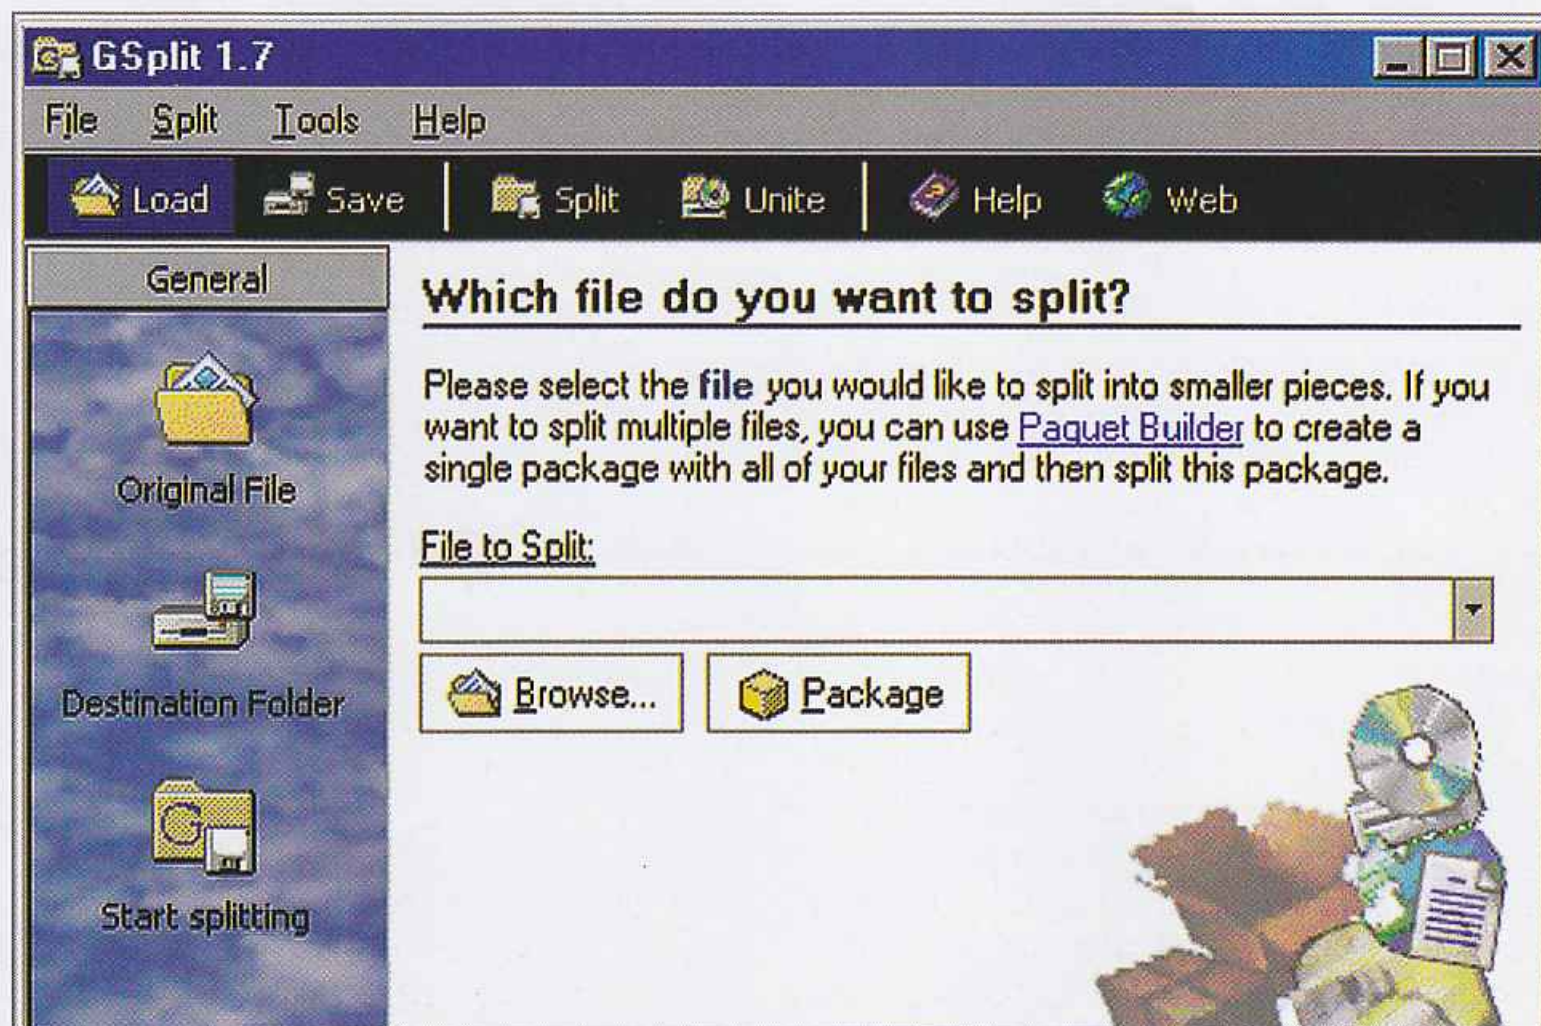 GSplit 1.7
File Split Tools Help
Load Save Split Unite Help Web
General
Original File
Destination Folder
Start splitting
Which file do you want to split?
Please select the file you would like to split into smaller pieces. If you
want to split multiple files, you can use Paquet Builder to create a
single package with all of your files and then split this package.
File to Split:
Browse... Package